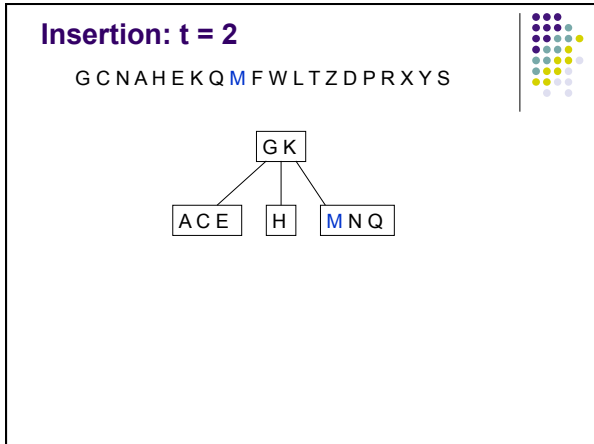 Insertion: t = 2
G C N A H E K Q M F W L T Z D P R X Y S
G K
A C E H M N Q